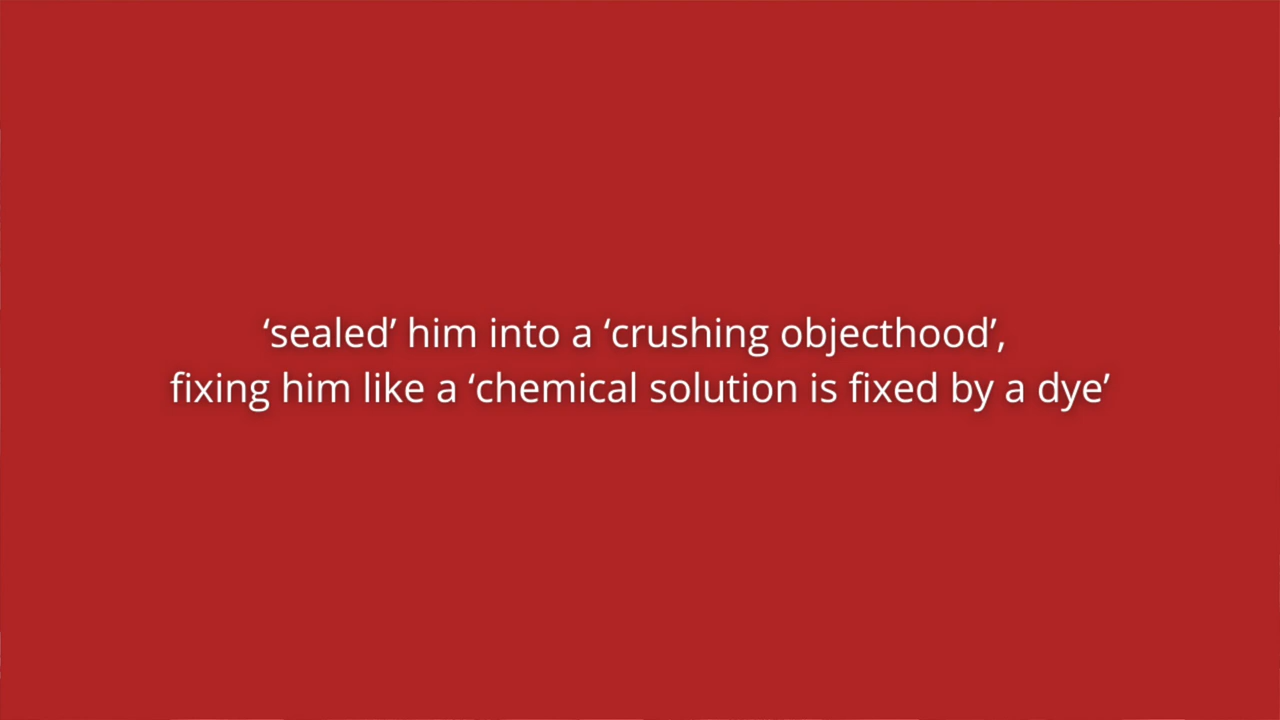 ‘sealed’ him into a ‘crushing objecthood’,
fixing him like a ‘chemical solution is fixed by a dye’